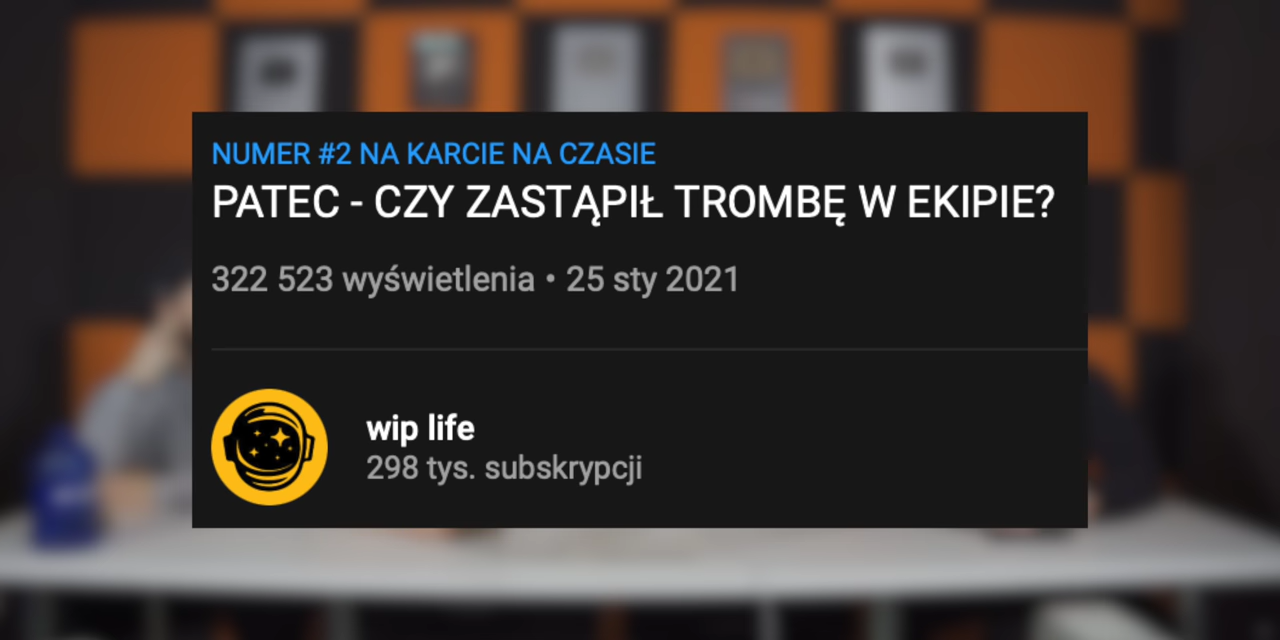 NUMER #2 NA KARCIE NA CZASIE
PATEC - CZY ZASTĄPIŁ TROMBĘ W EKIPIE?
322 523 wyświetlenia • 25 sty 2021
wip life
298 tys. subskrypcji